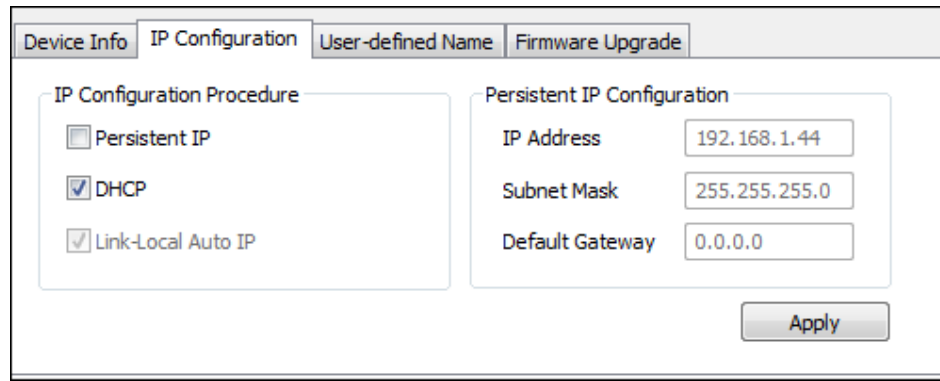 Device Info IP Configuration User-defined Name Firmware Upgrade
IP Configuration Procedure
Persistent IP
DHCP
Link-Local Auto IP
Persistent IP Configuration
IP Address 192.168.1.44
Subnet Mask 255.255.255.0
Default Gateway 0.0.0.0
Apply